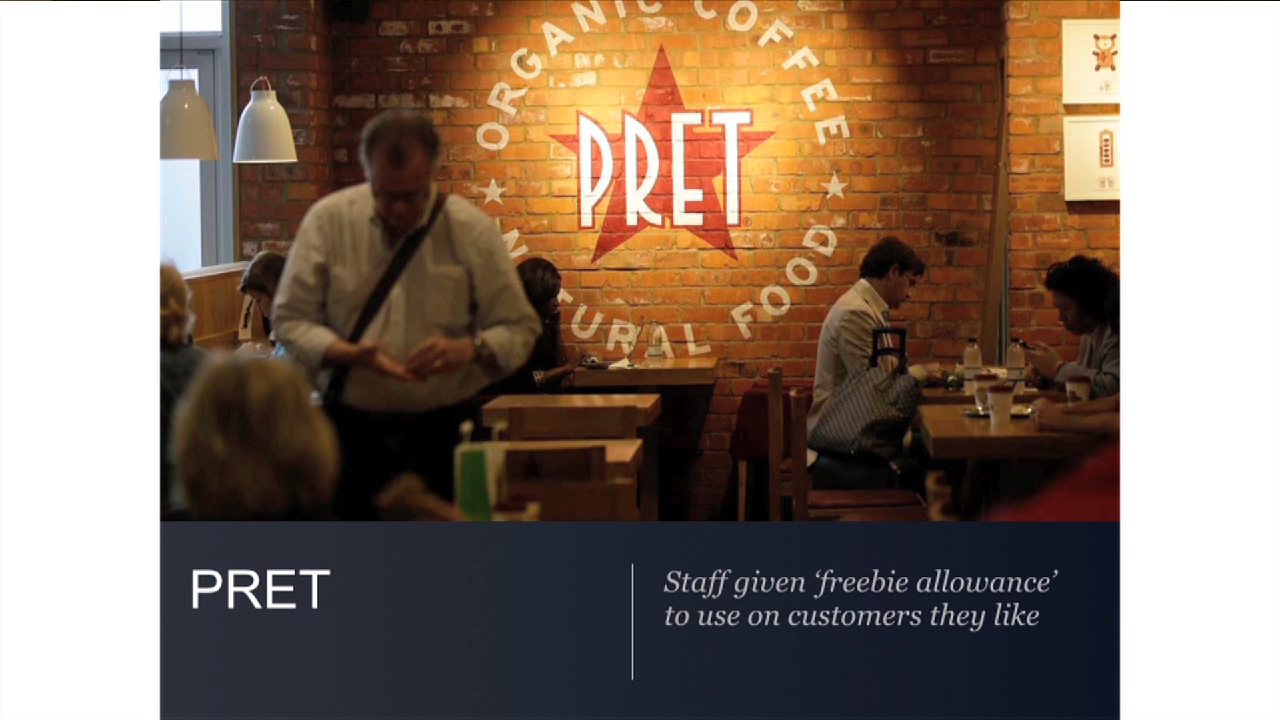 ORGANIC COFFEE
PRET
NATURAL FOOD
PRET
Staff given ‘freebie allowance’
to use on customers they like